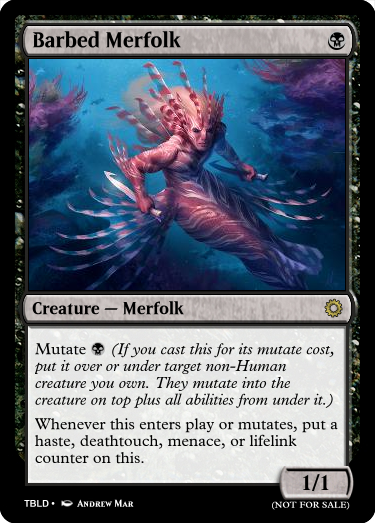 Barbed Merfolk
Creature — Merfolk
Mutate (If you cast this for its mutate cost,
put it over or under target non-Human
creature you own. They mutate into the
creature on top plus all abilities from under it.)
Whenever this enters play or mutates, put a
haste, deathtouch, menace, or lifelink
counter on this.
1/1
TBLD • Andrew Mar
(NOT FOR SALE)